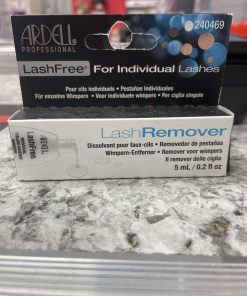 ARDELL 240469
PROFESSIONAL
LashFree® For Individual Lashes
Pour cils individuels • Pestañas Individuales
Für einzelne Wimpern • Voor individuele wimpers • Per ciglia singole
LashRemover
Dissolvant pour faux-cils • Removedor de pestañas
Wimpern-Entferner • Remover voor wimpers
Il remover delle ciglia
5 mL / 0.2 fl oz
ARDELL
LashFree